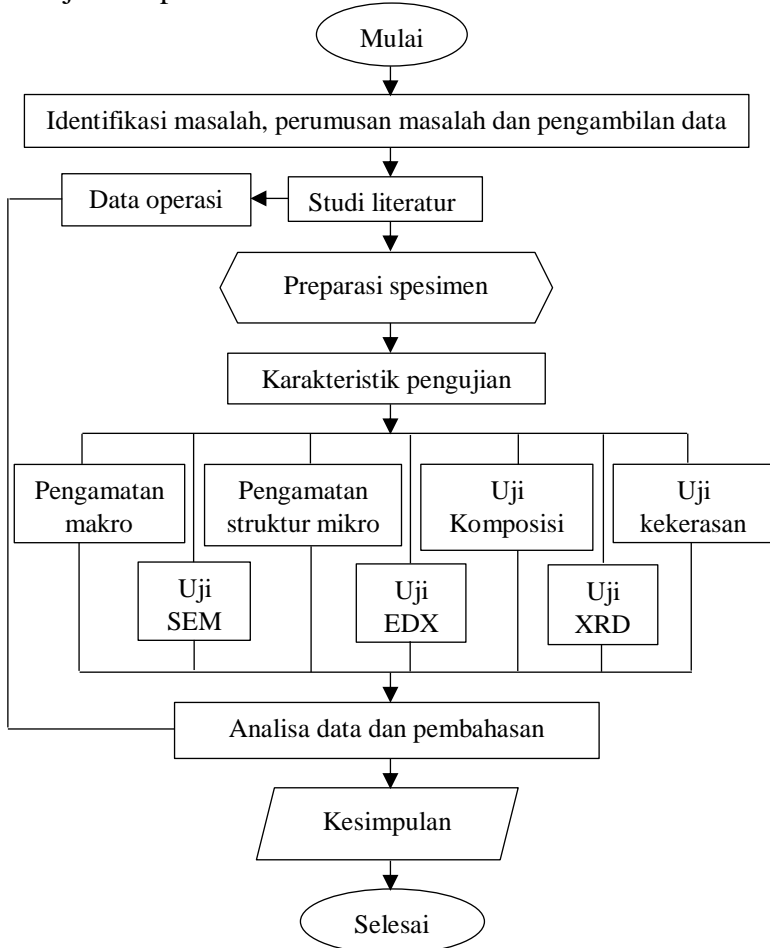 Mulai
Identifikasi masalah, perumusan masalah dan pengambilan data
Data operasi
Studi literatur
Preparasi spesimen
Karakteristik pengujian
Pengamatan
makro
Pengamatan
struktur mikro
Uji
Komposisi
Uji
kekerasan
Uji
SEM
Uji
EDX
Uji
XRD
Analisa data dan pembahasan
Kesimpulan
Selesai